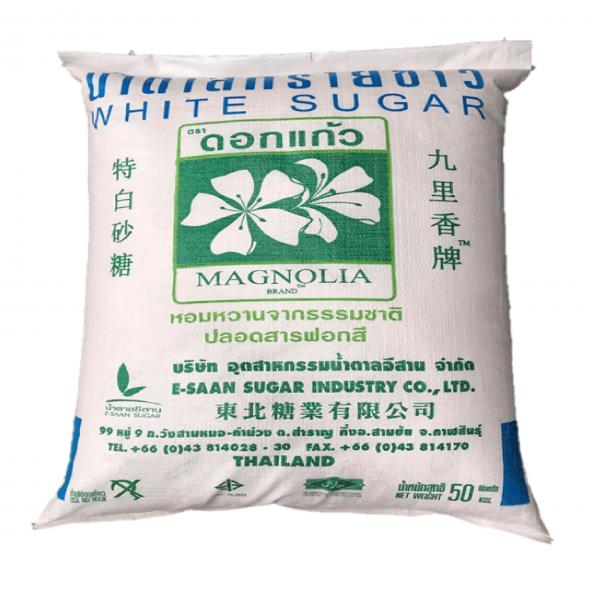 น้ำตาลทรายขาว
WHITE SUGAR
ตรา
ดอกแก้ว
特白砂糖
九里香牌™
MAGNOLIA
BRAND™
หอมหวานจากธรรมชาติ
ปลอดสารฟอกสี
บริษัท อุตสาหกรรมน้ำตาลอีสาน จำกัด
E-SAAN SUGAR INDUSTRY CO., LTD.
東北糖業有限公司
น้ำตาลอีสาน
E-SAAN SUGAR
99 หมู่ 9 ถ.วังสามหมอ-คำม่วง ต.สำราญ กิ่งอ.สามชัย จ.กาฬสินธุ์
TEL. +66 (0)43 814028 - 30 FAX. +66 (0)43 814170
THAILAND
น้ำหนักสุทธิ
NET WEIGHT 50 กิโลกรัม
KGS.